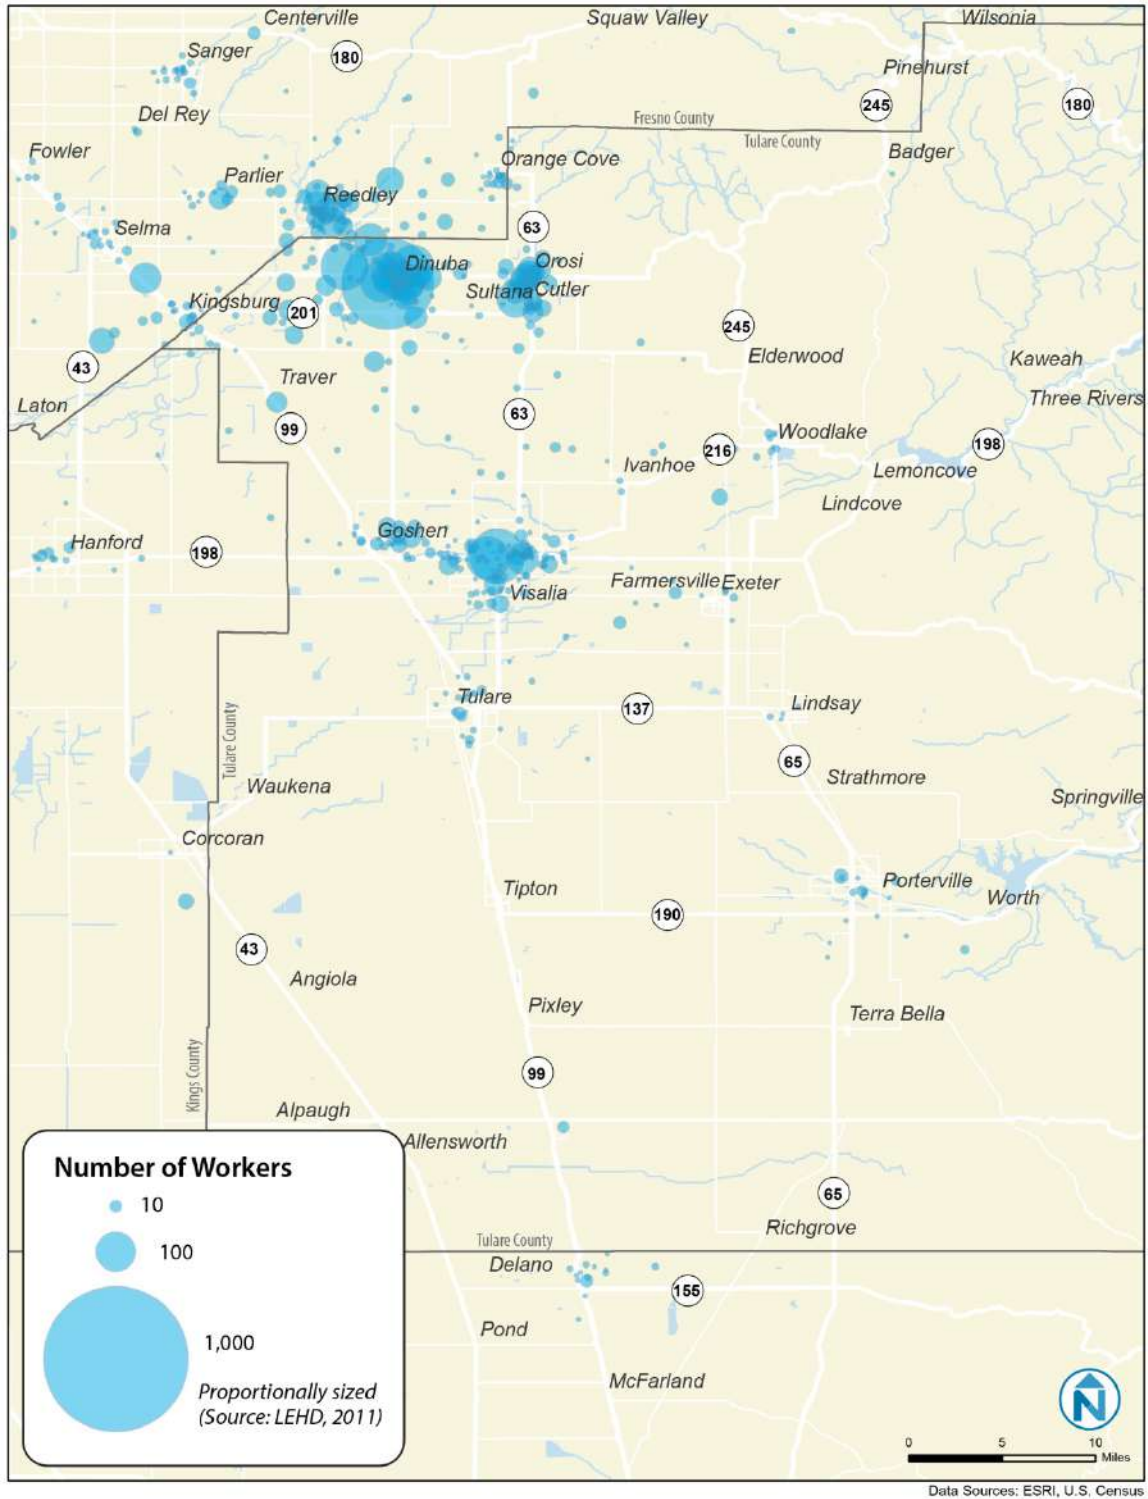 Centerville
Squaw Valley
Wilsonia
Sanger
180
Pinehurst
Del Rey
245
180
Fresno County
Tulare County
Fowler
Orange Cove
Badger
Parlier
Reedley
Selma
63
Dinuba
Orosi
Kingsburg
Sultana Cutler
201
245
Elderwood
Kaweah
43
Traver
Three Rivers
Laton
63
99
Woodlake
216
198
Ivanhoe
Lemoncove
Lindcove
Goshen
Hanford
198
Farmersville Exeter
Visalia
Tulare
137
Lindsay
Tulare County
65
Strathmore
Waukena
Springville
Corcoran
Tipton
Porterville
Worth
190
43
Angiola
Pixley
Terra Bella
Kings County
99
Alpaugh
Allensworth
Number of Workers
10
65
Richgrove
100
Tulare County
Delano
155
1,000
Pond
Proportionally sized
(Source: LEHD, 2011)
McFarland
N
0 5 10
Miles
Data Sources: ESRI, U.S. Census